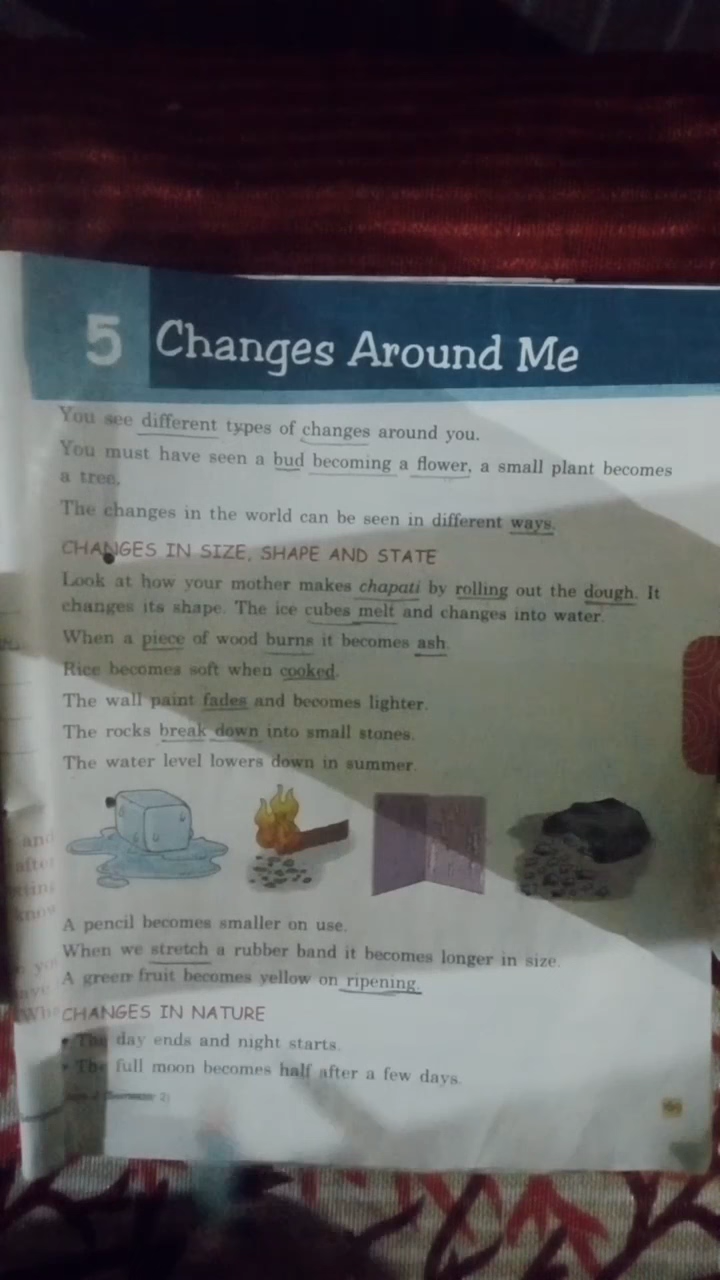 5 Changes Around Me
You see different types of changes around you.
You must have seen a bud becoming a flower, a small plant becomes
a tree.
The changes in the world can be seen in different ways.
CHANGES IN SIZE, SHAPE AND STATE
Look at how your mother makes chapati by rolling out the dough. It
changes its shape. The ice cubes melt and changes into water.
When a piece of wood burns it becomes ash.
Rice becomes soft when cooked.
The wall paint fades and becomes lighter.
The rocks break down into small stones.
The water level lowers down in summer.
and
after
know
A pencil becomes smaller on use.
When we stretch a rubber band it becomes longer in size.
A green fruit becomes yellow on ripening.
CHANGES IN NATURE
• The day ends and night starts.
• The full moon becomes half after a few days.